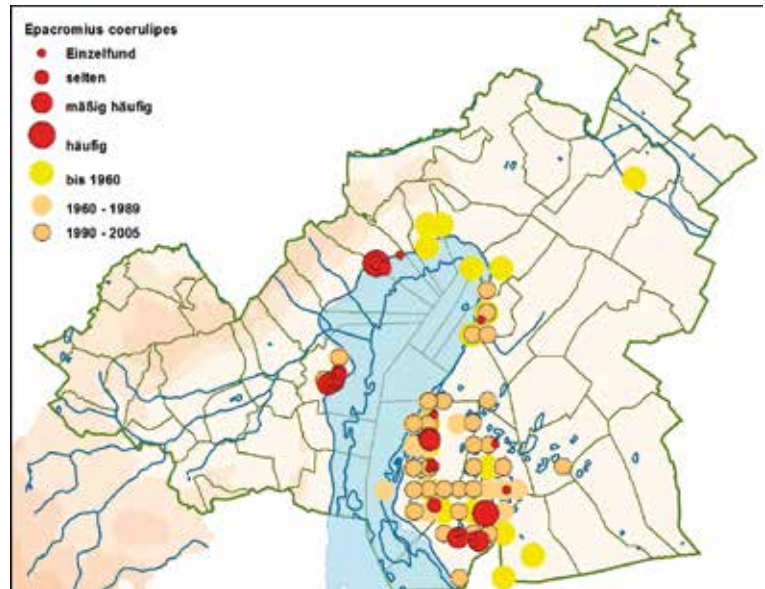 Epacromius coerulipes
Einzelfund
selten
mäßig häufig
häufig
bis 1960
1960 - 1989
1990 - 2005